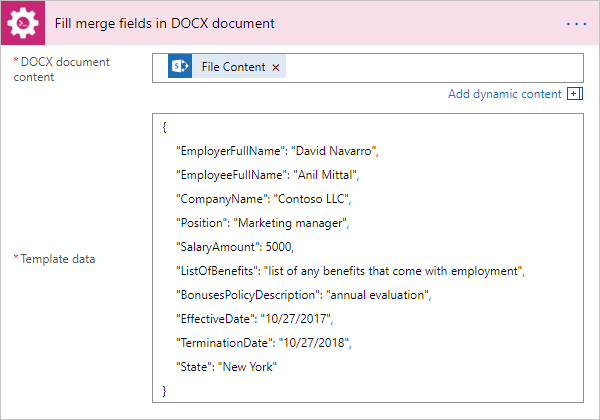 Fill merge fields in DOCX document
* DOCX document
content
File Content ×
Add dynamic content
{
"EmployerFullName": "David Navarro",
"EmployeeFullName": "Anil Mittal",
"CompanyName": "Contoso LLC",
"Position": "Marketing manager",
"SalaryAmount": 5000,
"ListOfBenefits": "list of any benefits that come with employment",
* Template data
"BonusesPolicyDescription": "annual evaluation",
"EffectiveDate": "10/27/2017",
"TerminationDate": "10/27/2018",
"State": "New York"
}